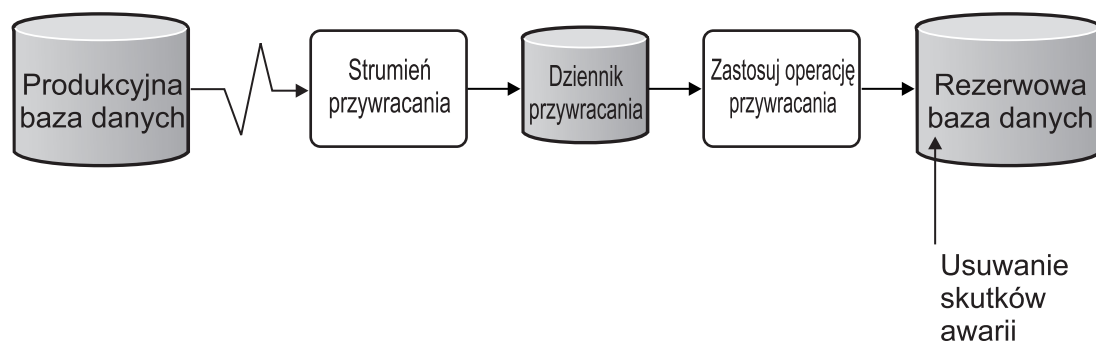 Produkcyjna
baza danych
Strumień
przywracania
Dziennik
przywracania
Zastosuj operację
przywracania
Rezerwowa
baza danych
Usuwanie
skutków
awarii